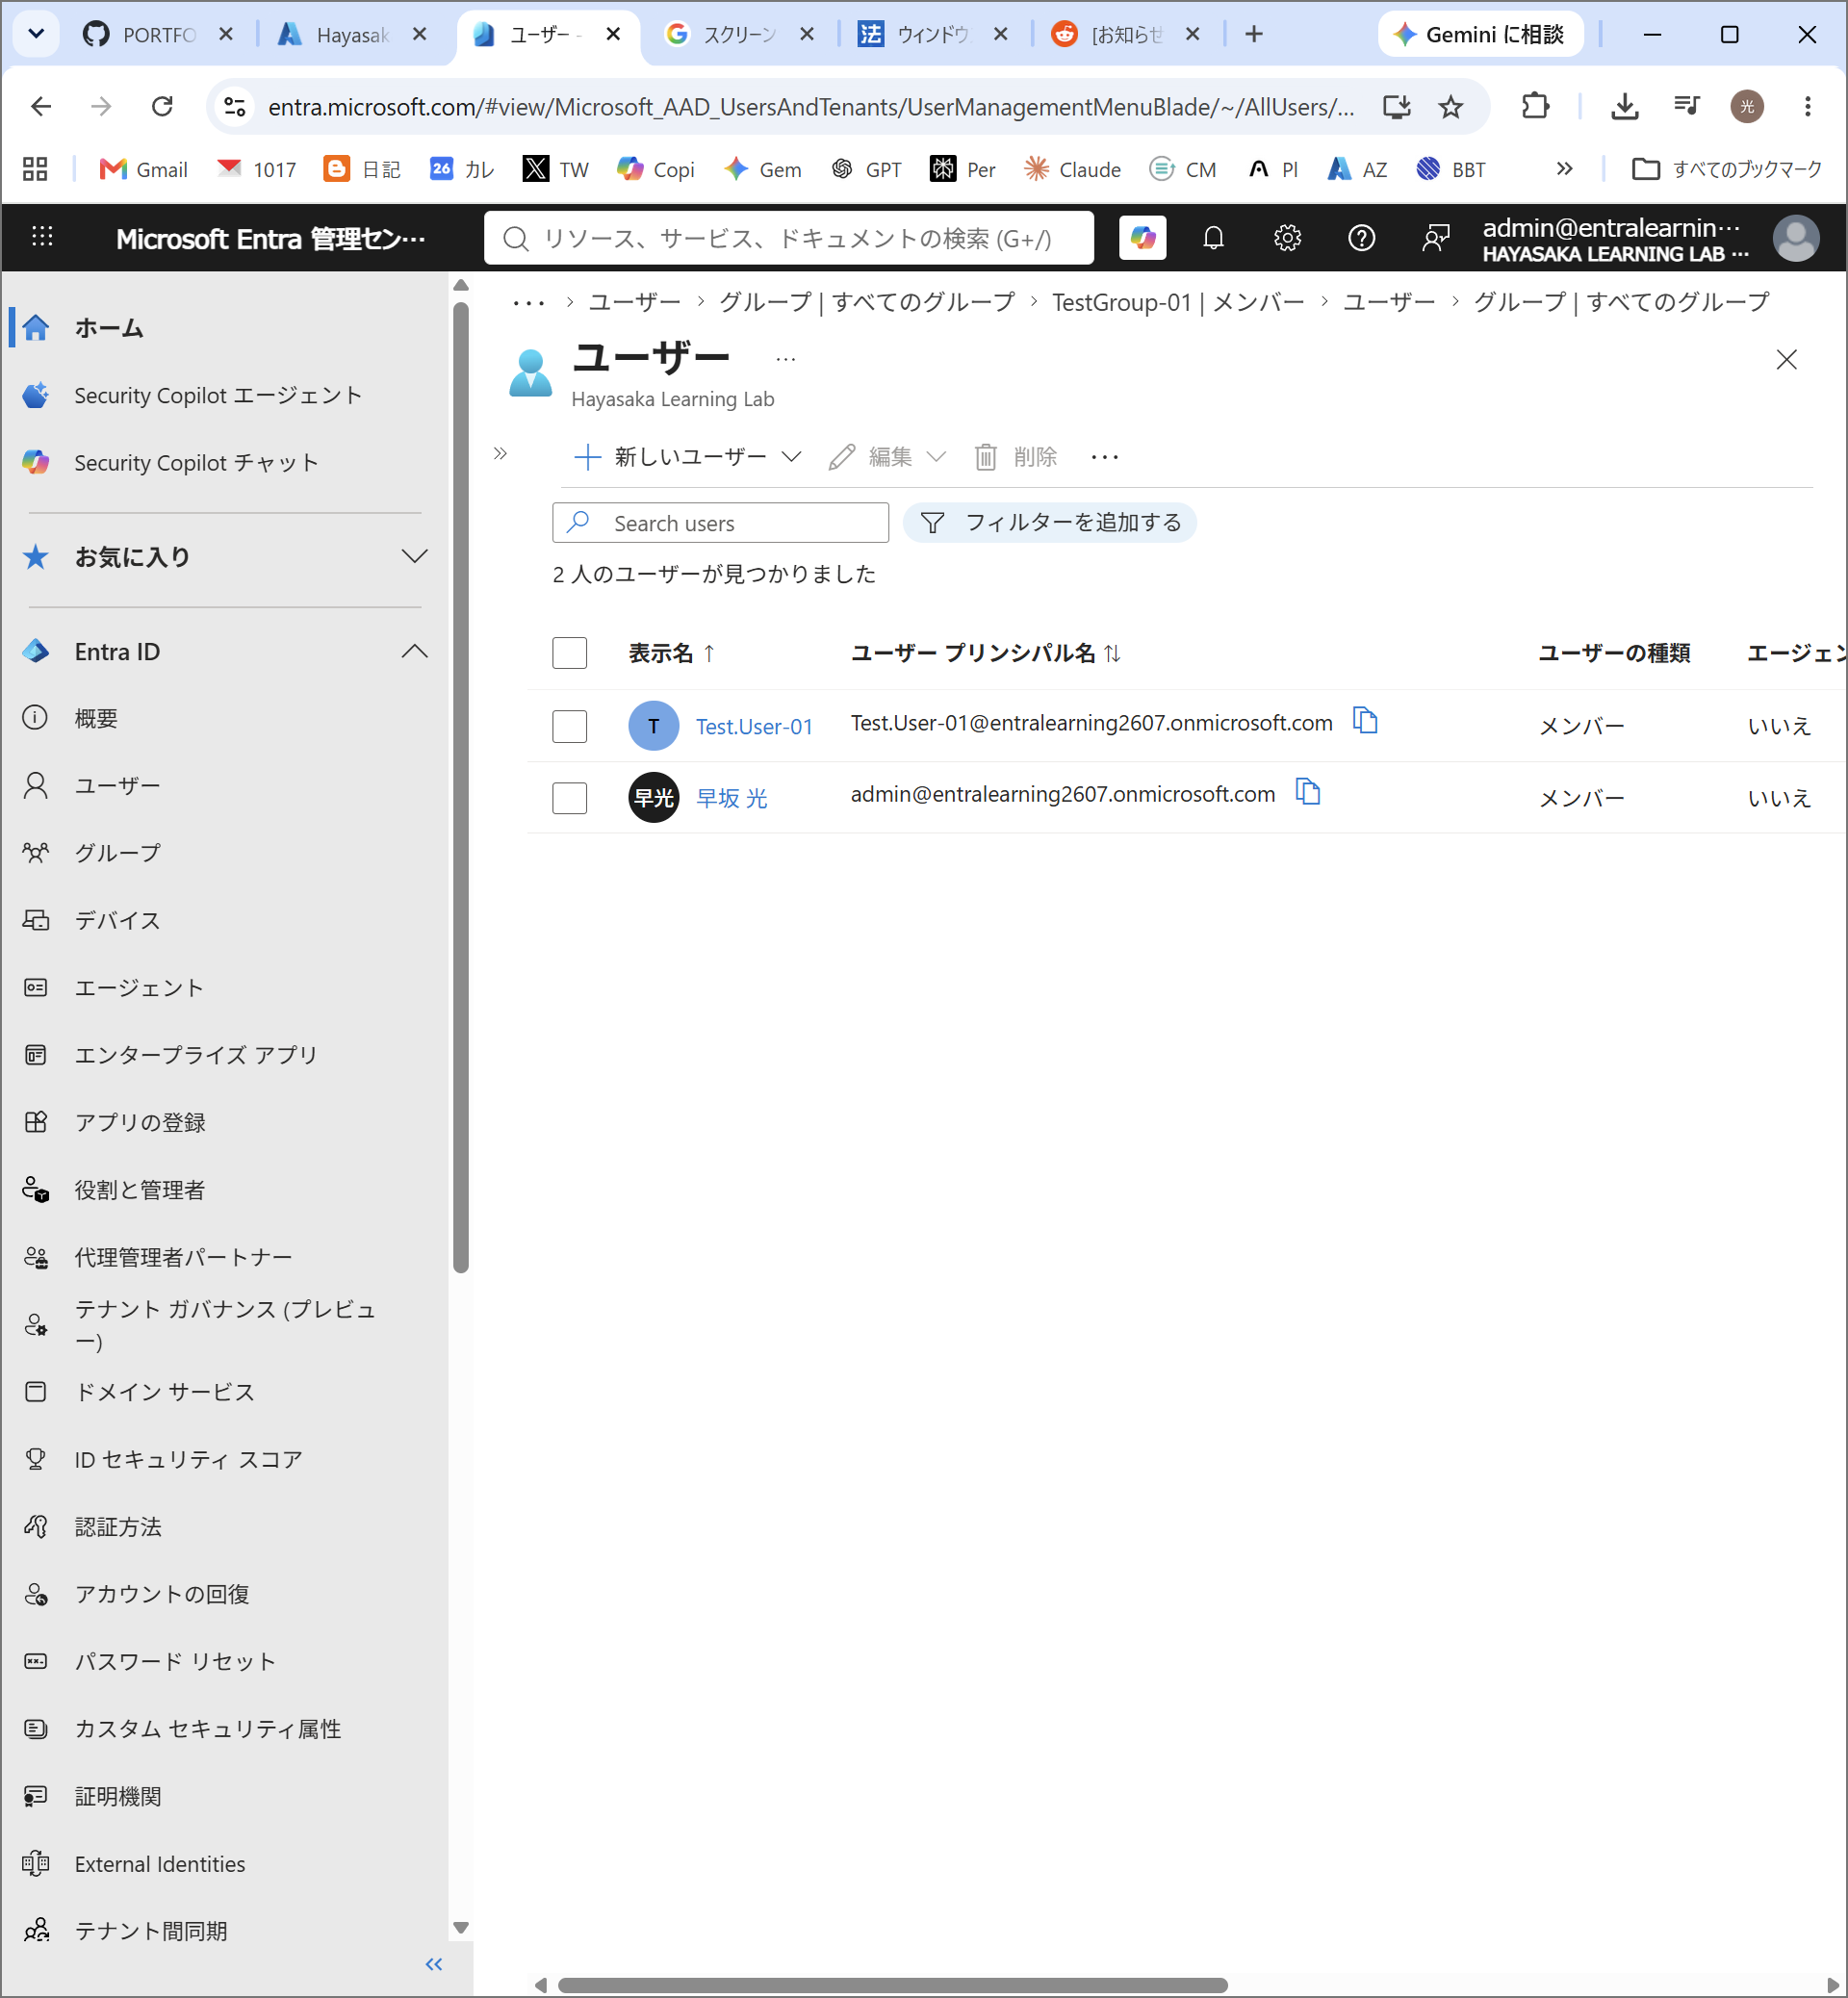 PORTFO
Hayasak
ユーザー -
スクリーン
ウィンドウ
[お知らせ
Gemini に相談
entra.microsoft.com/#view/Microsoft_AAD_UsersAndTenants/UserManagementMenuBlade/~/AllUsers/...
光
Gmail
1017
日記
26 カレ
TW
Copi
Gem
GPT
Per
Claude
CM
Pl
AZ
BBT
すべてのブックマーク
Microsoft Entra 管理セン…
リソース、サービス、ドキュメントの検索 (G+/)
admin@entralearnin…
HAYASAKA LEARNING LAB …
ホーム
Security Copilot エージェント
Security Copilot チャット
お気に入り
Entra ID
概要
ユーザー
グループ
デバイス
エージェント
エンタープライズ アプリ
アプリの登録
役割と管理者
代理管理者パートナー
テナント ガバナンス (プレビュ
ー)
ドメイン サービス
ID セキュリティ スコア
認証方法
アカウントの回復
パスワード リセット
カスタム セキュリティ属性
証明機関
External Identities
テナント間同期
… > ユーザー > グループ | すべてのグループ > TestGroup-01 | メンバー > ユーザー > グループ | すべてのグループ
ユーザー …
Hayasaka Learning Lab
新しいユーザー 編集 削除 …
Search users フィルターを追加する
2 人のユーザーが見つかりました
表示名 ↑ ユーザー プリンシパル名 ↑↓ ユーザーの種類 エージェン
T Test.User-01 Test.User-01@entralearning2607.onmicrosoft.com メンバー いいえ
早光 早坂 光 admin@entralearning2607.onmicrosoft.com メンバー いいえ